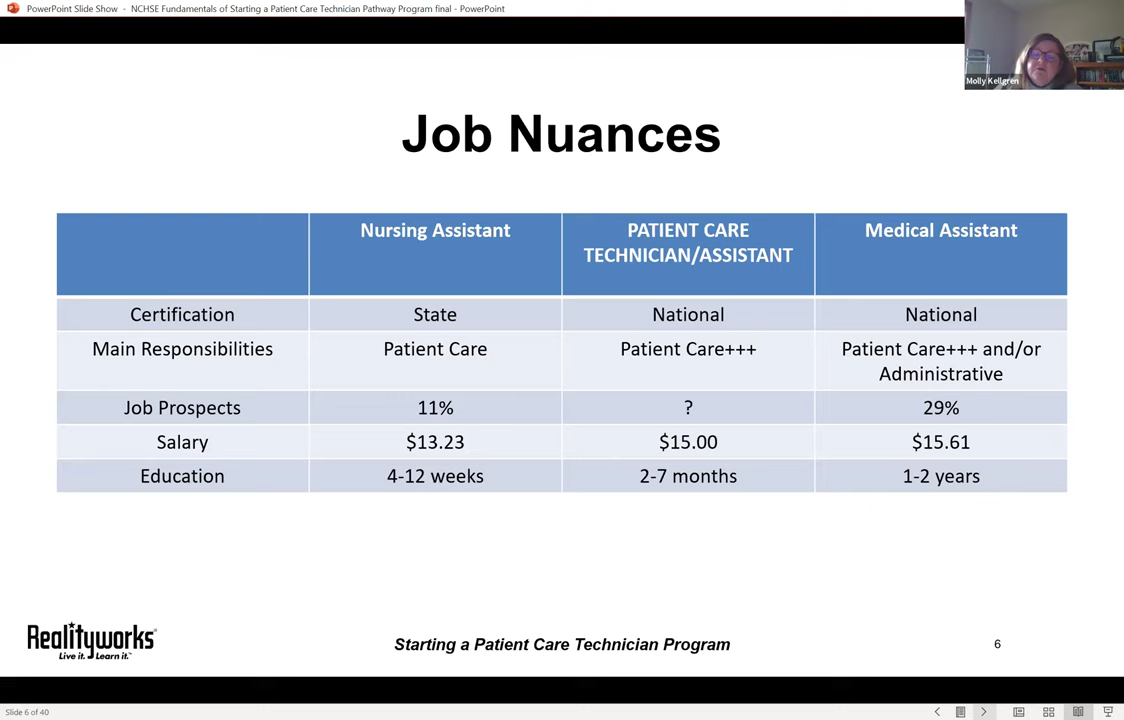 PowerPoint Slide Show - NCHSE Fundamentals of Starting a Patient Care Technician Pathway Program final - PowerPoint
Molly Kellgren
Job Nuances
Nursing Assistant
PATIENT CARE
TECHNICIAN/ASSISTANT
Medical Assistant
Certification State National National
Main Responsibilities Patient Care Patient Care+++ Patient Care+++ and/or
Administrative
Job Prospects 11% ? 29%
Salary $13.23 $15.00 $15.61
Education 4-12 weeks 2-7 months 1-2 years
Realityworks®
Live it. Learn it.™
Starting a Patient Care Technician Program
6
Slide 6 of 40